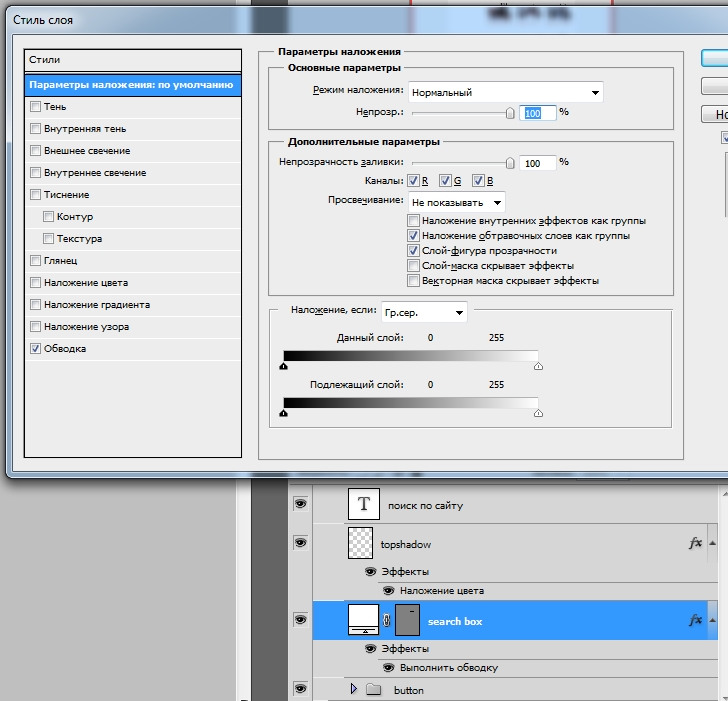 Стиль слоя
Стили
Параметры наложения: по умолчанию
Тень
Внутренняя тень
Внешнее свечение
Внутреннее свечение
Тиснение
Контур
Текстура
Глянец
Наложение цвета
Наложение градиента
Наложение узора
Обводка
Параметры наложения
Основные параметры
Режим наложения: Нормальный
Непрозр.: 100 %
Дополнительные параметры
Непрозрачность заливки: 100 %
Каналы: R G B
Просвечивание: Не показывать
Наложение внутренних эффектов как группы
Наложение обтравочных слоев как группы
Слой-фигура прозрачности
Слой-маска скрывает эффекты
Векторная маска скрывает эффекты
Наложение, если: Гр.сер.
Данный слой: 0 255
Подлежащий слой: 0 255
T поиск по сайту
topshadow fx
Эффекты
Наложение цвета
search box fx
Эффекты
Выполнить обводку
button